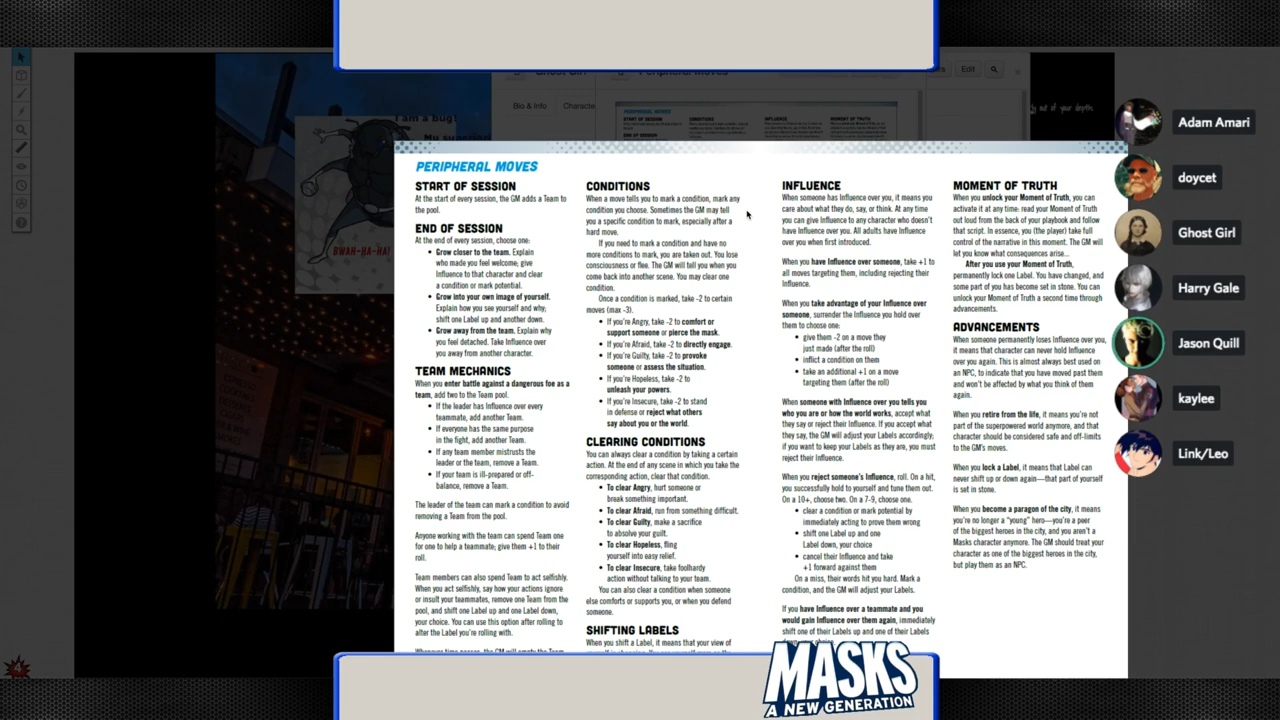 I am a bug!
BWAH-HA-HA!
Bio & Info
Edit
Peripheral Moves
PERIPHERAL MOVES
START OF SESSION
At the start of every session, the GM adds a Team to
the pool.
END OF SESSION
At the end of every session, choose one:
• Grow closer to the team. Explain
who made you feel welcome; give
Influence to that character and clear
a condition or mark potential.
• Grow into your own image of yourself.
Explain how you see yourself and why;
shift one Label up and another down.
• Grow away from the team. Explain why
you feel detached. Take Influence over
you away from another character.
TEAM MECHANICS
When you enter battle against a dangerous foe as a
team, add two to the Team pool.
• If the leader has Influence over every
teammate, add another Team.
• If everyone has the same purpose
in the fight, add another Team.
• If any team member mistrusts the
leader or the team, remove a Team.
• If your team is ill-prepared or off-
balance, remove a Team.
The leader of the team can mark a condition to avoid
removing a Team from the pool.
Anyone working with the team can spend Team one
for one to help a teammate; give them +1 to their
roll.
Team members can also spend Team to act selfishly.
When you act selfishly, say how your actions ignore
or insult your teammates, remove one Team from the
pool, and shift one Label up and one Label down,
your choice. You can use this option after rolling to
alter the Label you're rolling with.
Whenever time passes, the GM will empty the Team
CONDITIONS
When a move tells you to mark a condition, mark any
condition you choose. Sometimes the GM may tell
you a specific condition to mark, especially after a
hard move.
If you need to mark a condition and have no
more conditions to mark, you are taken out. You lose
consciousness or flee. The GM will tell you when you
come back into another scene. You may clear one
condition.
Once a condition is marked, take -2 to certain
moves (max -3).
• If you're Angry, take -2 to comfort or
support someone or pierce the mask.
• If you're Afraid, take -2 to directly engage.
• If you're Guilty, take -2 to provoke
someone or assess the situation.
• If you're Hopeless, take -2 to
unleash your powers.
• If you're Insecure, take -2 to stand
in defense or reject what others
say about you or the world.
CLEARING CONDITIONS
You can always clear a condition by taking a certain
action. At the end of any scene in which you take the
corresponding action, clear that condition.
• To clear Angry, hurt someone or
break something important.
• To clear Afraid, run from something difficult.
• To clear Guilty, make a sacrifice
to absolve your guilt.
• To clear Hopeless, fling
yourself into easy relief.
• To clear Insecure, take foolhardy
action without talking to your team.
You can also clear a condition when someone
else comforts or supports you, or when you defend
someone.
SHIFTING LABELS
When you shift a Label, it means that your view of
INFLUENCE
When someone has Influence over you, it means you
care about what they do, say, or think. At any time
you can give Influence to any character who doesn't
have Influence over you. All adults have Influence
over you when first introduced.
When you have Influence over someone, take +1 to
all moves targeting them, including rejecting their
Influence.
When you take advantage of your Influence over
someone, surrender the Influence you hold over
them to choose one:
• give them -2 on a move they
just made (after the roll)
• inflict a condition on them
• take an additional +1 on a move
targeting them (after the roll)
When someone with Influence over you tells you
who you are or how the world works, accept what
they say or reject their Influence. If you accept what
they say, the GM will adjust your Labels accordingly;
if you want to keep your Labels as they are, you must
reject their Influence.
When you reject someone's Influence, roll. On a hit,
you successfully hold to yourself and tune them out.
On a 10+, choose two. On a 7-9, choose one.
• clear a condition or mark potential by
immediately acting to prove them wrong
• shift one Label up and one
Label down, your choice
• cancel their Influence and take
+1 forward against them
On a miss, their words hit you hard. Mark a
condition, and the GM will adjust your Labels.
If you have Influence over a teammate and you
would gain Influence over them again, immediately
shift one of their Labels up and one of their Labels
MOMENT OF TRUTH
When you unlock your Moment of Truth, you can
activate it at any time: read your Moment of Truth
out loud from the back of your playbook and follow
that script. In essence, you (the player) take full
control of the narrative in this moment. The GM will
let you know what consequences arise...
After you use your Moment of Truth,
permanently lock one Label. You have changed, and
some part of you has become set in stone. You can
unlock your Moment of Truth a second time through
advancements.
ADVANCEMENTS
When someone permanently loses Influence over you,
it means that character can never hold Influence
over you again. This is almost always best used on
an NPC, to indicate that you have moved past them
and won't be affected by what you think of them
again.
When you retire from the life, it means you're not
part of the superpowered world anymore, and that
character should be considered safe and off-limits
to the GM's moves.
When you lock a Label, it means that Label can
never shift up or down again—that part of yourself
is set in stone.
When you become a paragon of the city, it means
you're no longer a "young" hero—you're a peer
of the biggest heroes in the city, and you aren't a
Masks character anymore. The GM should treat your
character as one of the biggest heroes in the city,
but play them as an NPC.
out of your depth.
Adam Amari
doycet
Ghost Girl
Harry Gale
Jason Quill
kaylee
Link/Leo
MASKS
A NEW GENERATION